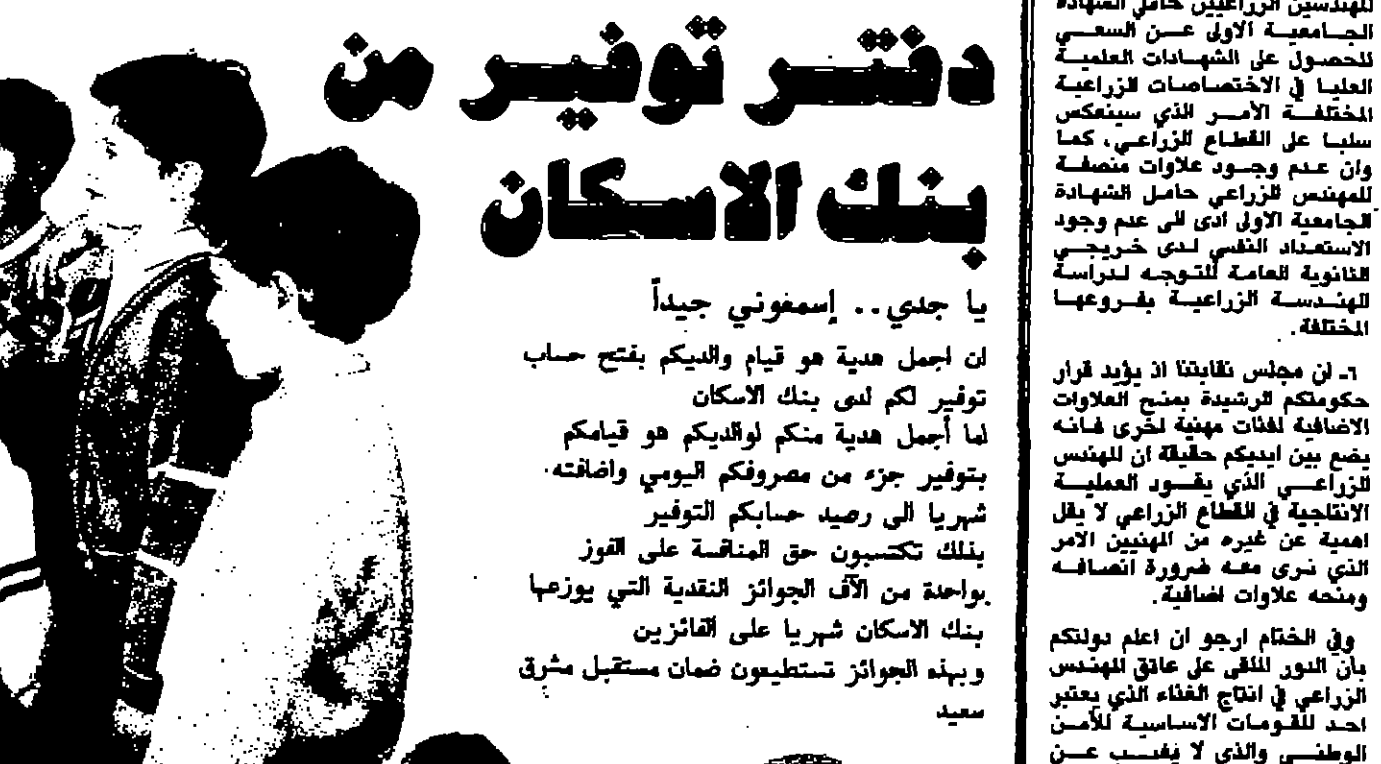 دفتر توفير من
بنك الاسكان
يا جدي.. إسمعوني جيداً
ان اجمل هدية هو قيام والديكم بفتح حساب
توفير لكم لدى بنك الاسكان
اما أجمل هدية منكم لوالديكم هو قيامكم
بتوفير جزء من مصروفكم اليومي واضافته
شهريا الى رصيد حسابكم التوفير
بذلك تكتسبون حق المنافسة على الفوز
بواحدة من الآف الجوائز النقدية التي يوزعها
بنك الاسكان شهريا على الفائزين
وبهذه الجوائز تستطيعون ضمان مستقبل مشرق
سعيد
للمهندسين الزراعيين حاملي الشهادة
الجامعية الاولى عن السعي
للحصول على الشهادات العلمية
العليا في الاختصاصات الزراعية
المختلفة الأمر الذي سينعكس
سلبا على القطاع الزراعي، كما
وان عدم وجود علاوات منصفة
للمهندس الزراعي حامل الشهادة
الجامعية الاولى ادى الى عدم وجود
الاستعداد النفسي لدى خريجي
الثانوية العامة للتوجه لدراسة
الهندسة الزراعية بفروعها
المختلفة.
٦ـ ان مجلس نقابتنا اذ يؤيد قرار
حكومتكم الرشيدة بمنح العلاوات
الاضافية لفئات مهنية اخرى فانه
يضع بين ايديكم حقيقة ان المهندس
الزراعي الذي يقود العملية
الانتاجية في القطاع الزراعي لا يقل
اهمية عن غيره من المهنيين الامر
الذي نرى معه ضرورة انصافه
ومنحه علاوات اضافية.
وفي الختام ارجو ان اعلم دولتكم
بأن الدور الملقى على عاتق المهندس
الزراعي في انتاج الغذاء الذي يعتبر
احد المقومات الاساسية للأمن
الوطني والذي لا يغيب عن